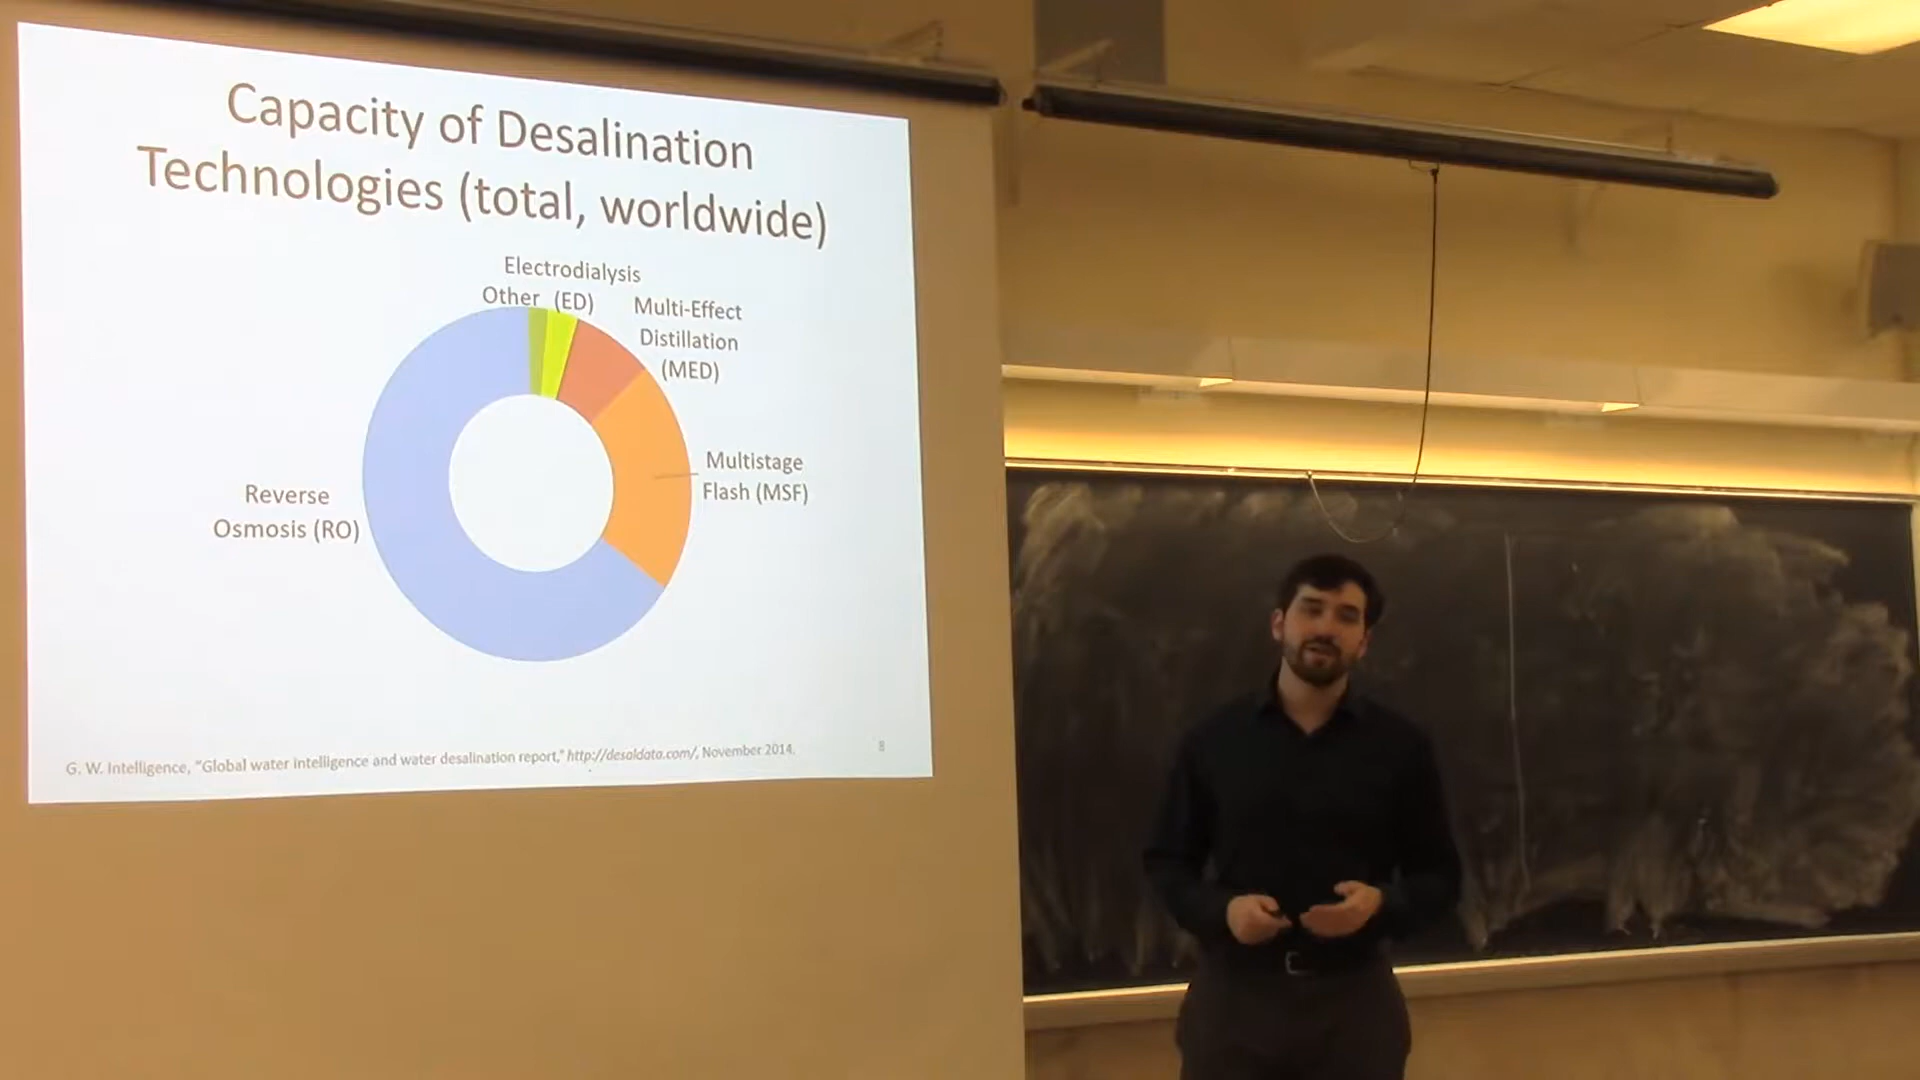 Capacity of Desalination
Technologies (total, worldwide)
Electrodialysis
Other (ED)
Multi-Effect
Distillation
(MED)
Multistage
Flash (MSF)
Reverse
Osmosis (RO)
G. W. Intelligence, "Global water intelligence and water desalination report," http://desaldata.com/, November 2014.
8